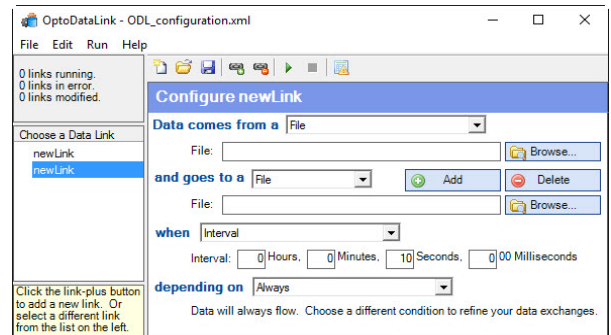 OptoDataLink - ODL_configuration.xml
File Edit Run Help
0 links running.
0 links in error.
0 links modified.
Choose a Data Link
newLink
newLink
Click the link-plus button
to add a new link. Or
select a different link
from the list on the left.
Configure newLink
Data comes from a File
File: Browse...
and goes to a File Add Delete
File: Browse...
when Interval
Interval: 0 Hours, 0 Minutes, 10 Seconds, 0 00 Milliseconds
depending on Always
Data will always flow. Choose a different condition to refine your data exchanges.